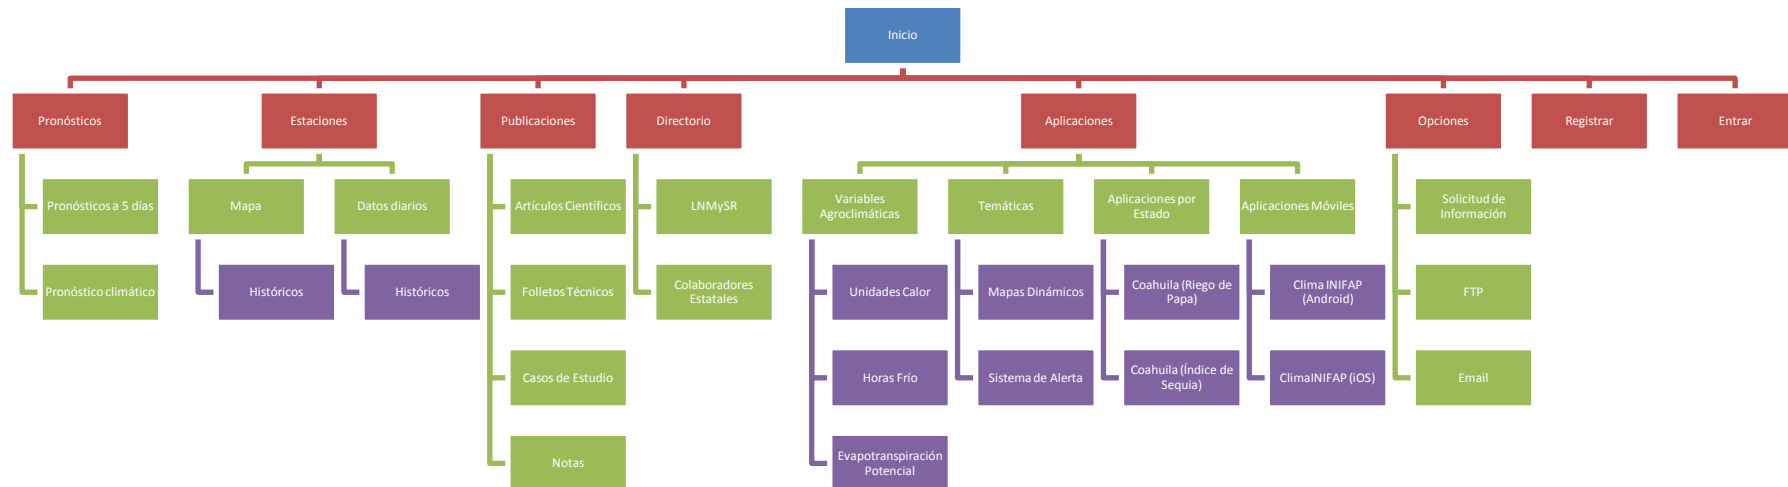 Inicio
Pronósticos
Estaciones
Publicaciones
Directorio
Aplicaciones
Opciones
Registrar
Entrar
Pronósticos a 5 días
Mapa
Datos diarios
Artículos Científicos
LNMySR
Variables
Agroclimáticas
Temáticas
Aplicaciones por
Estado
Aplicaciones Móviles
Solicitud de
Información
Pronóstico climático
Históricos
Históricos
Folletos Técnicos
Colaboradores
Estatales
Unidades Calor
Mapas Dinámicos
Coahuila (Riego de
Papa)
Clima INIFAP
(Android)
FTP
Casos de Estudio
Horas Frío
Sistema de Alerta
Coahuila (Índice de
Sequia)
ClimaINIFAP (iOS)
Email
Notas
Evapotranspiración
Potencial